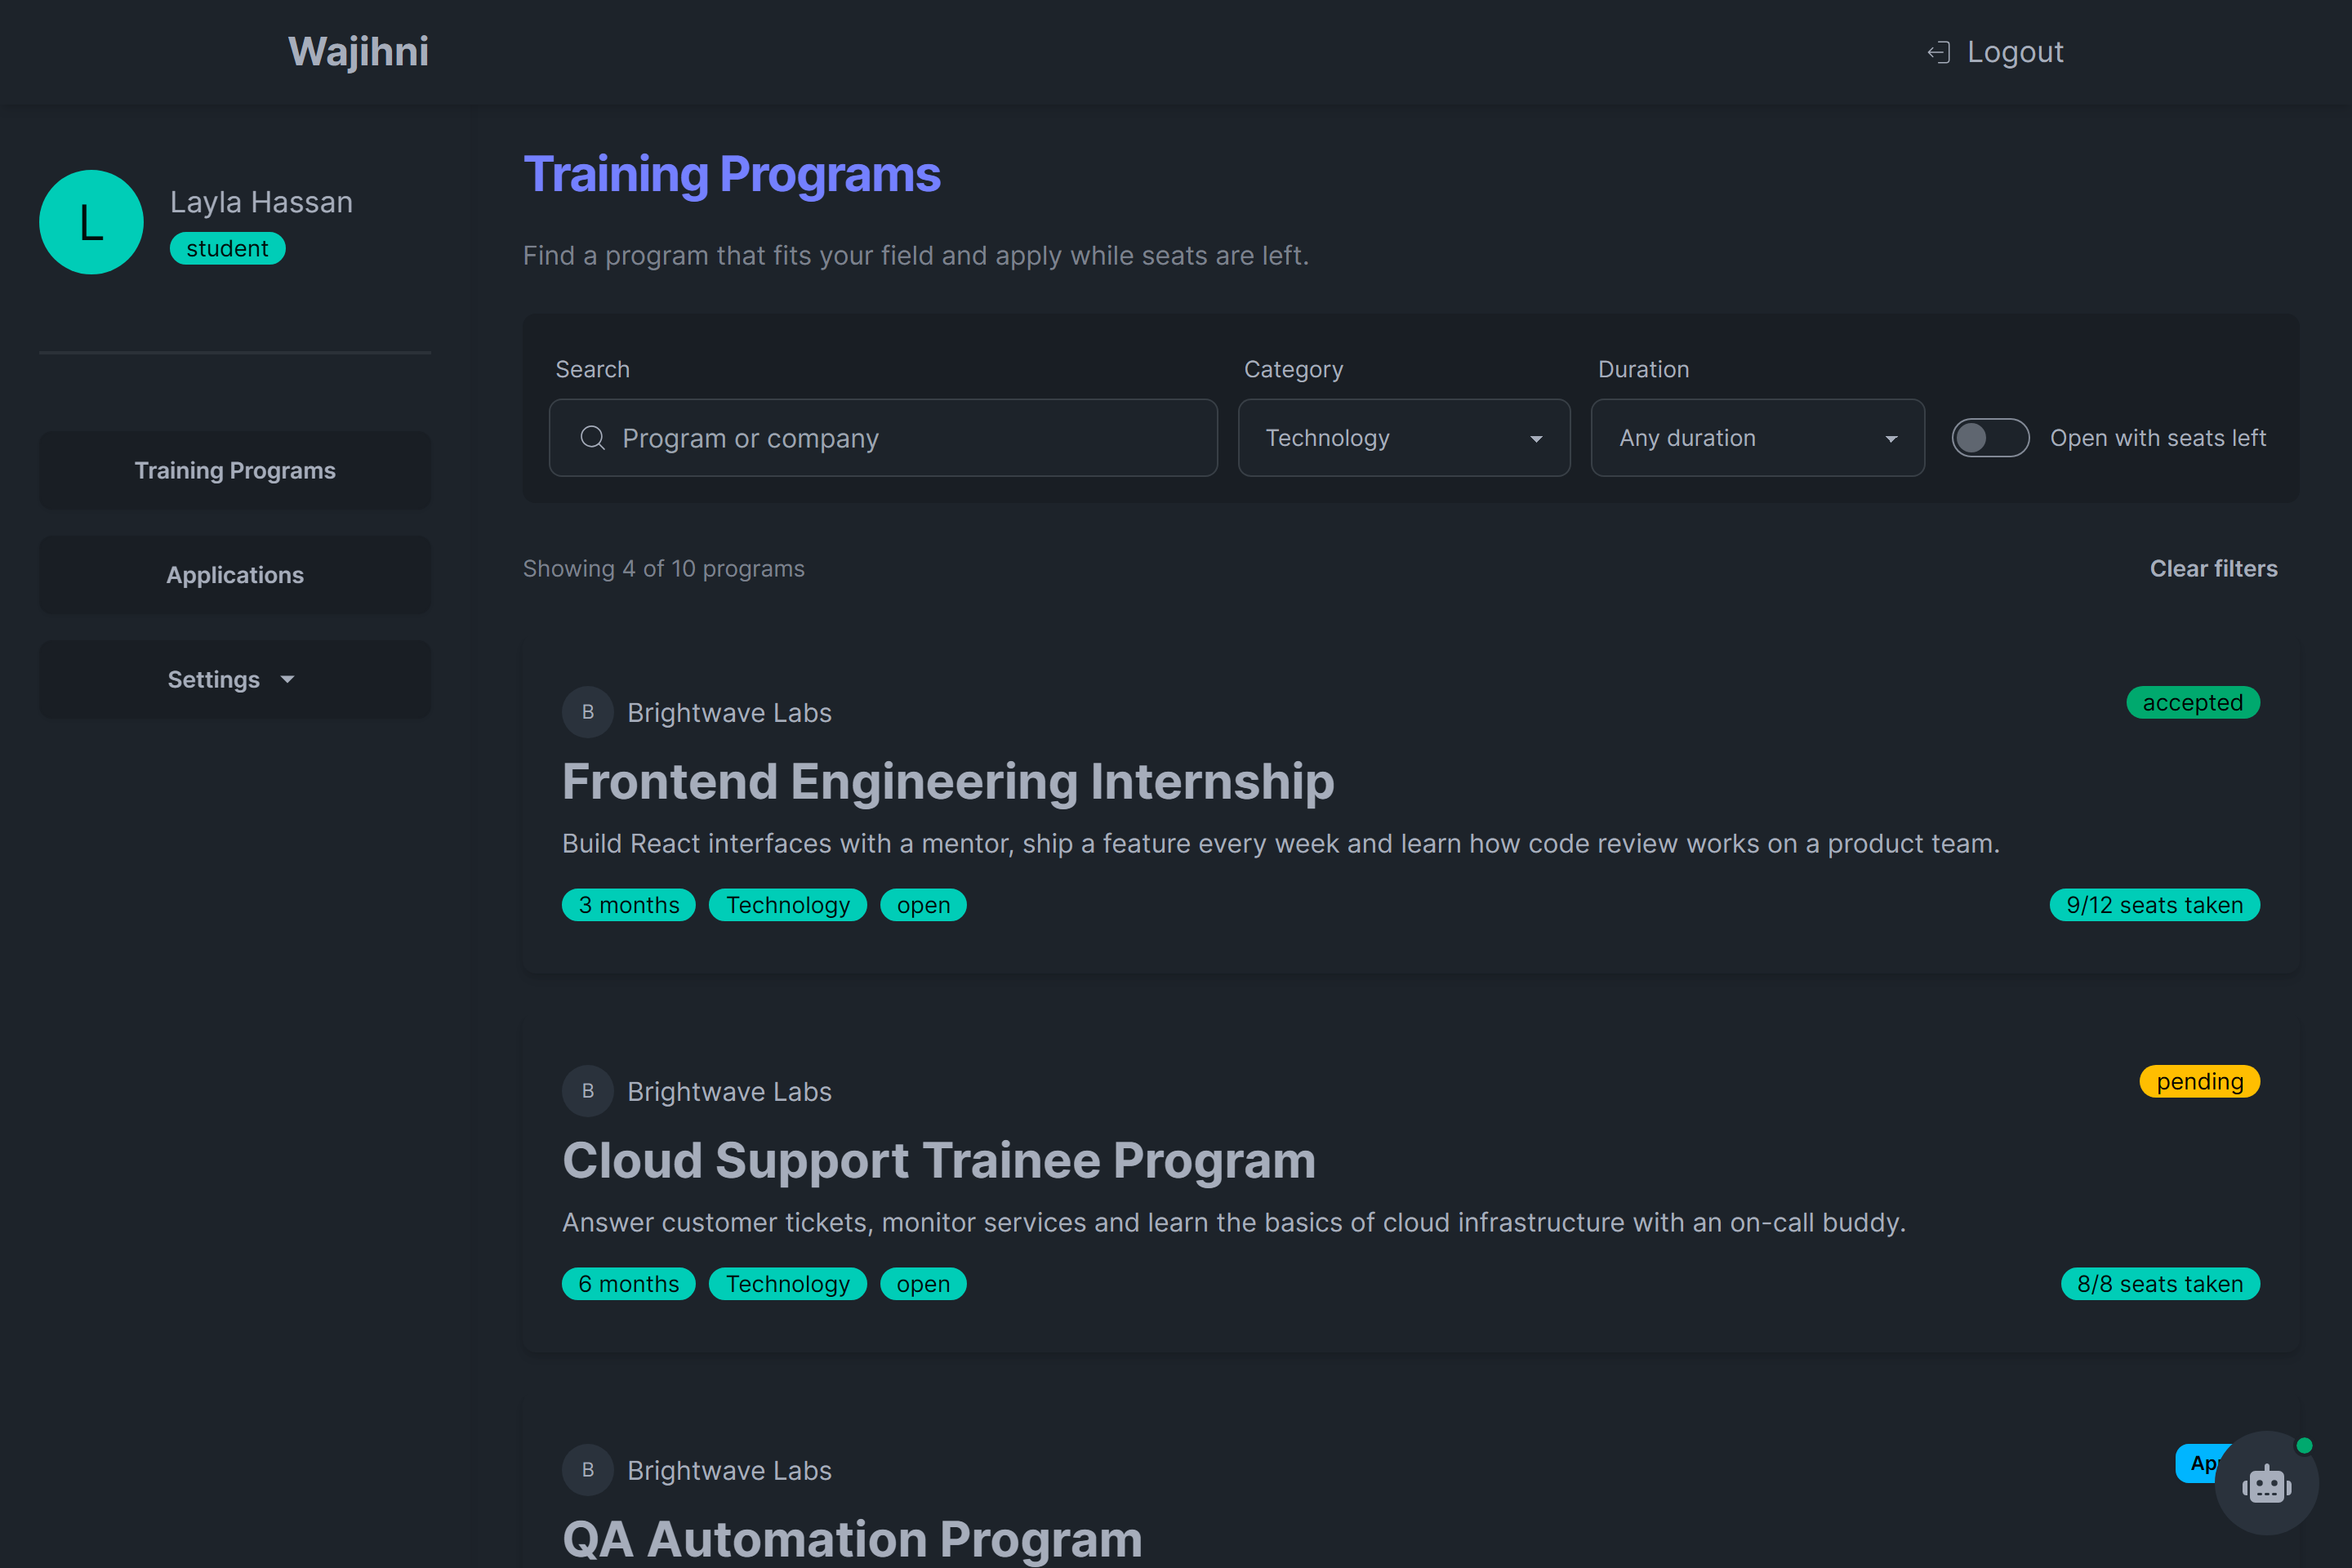 Wajihni
Logout
L
Layla Hassan
student
Training Programs
Applications
Settings
Training Programs
Find a program that fits your field and apply while seats are left.
Search
Category
Duration
Program or company
Technology
Any duration
Open with seats left
Showing 4 of 10 programs
Clear filters
B
Brightwave Labs
accepted
Frontend Engineering Internship
Build React interfaces with a mentor, ship a feature every week and learn how code review works on a product team.
3 months
Technology
open
9/12 seats taken
B
Brightwave Labs
pending
Cloud Support Trainee Program
Answer customer tickets, monitor services and learn the basics of cloud infrastructure with an on-call buddy.
6 months
Technology
open
8/8 seats taken
B
Brightwave Labs
QA Automation Program